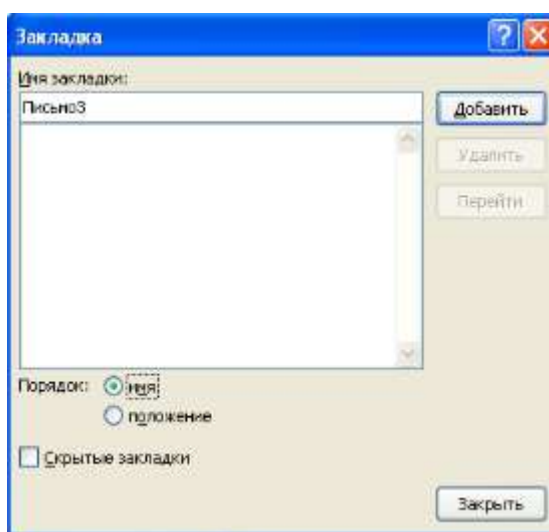 Закладка
Имя закладки:
Письмо3
Добавить
Удалить
Перейти
Порядок: имя
положение
Скрытые закладки
Закрыть